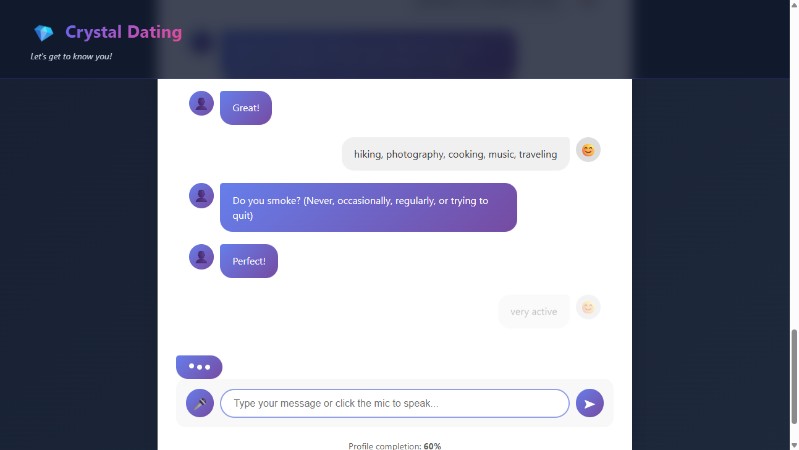 Crystal Dating
Let's get to know you!
Great!
hiking, photography, cooking, music, traveling
Do you smoke? (Never, occasionally, regularly, or trying to
quit)
Perfect!
very active
Type your message or click the mic to speak...
Profile completion: 60%